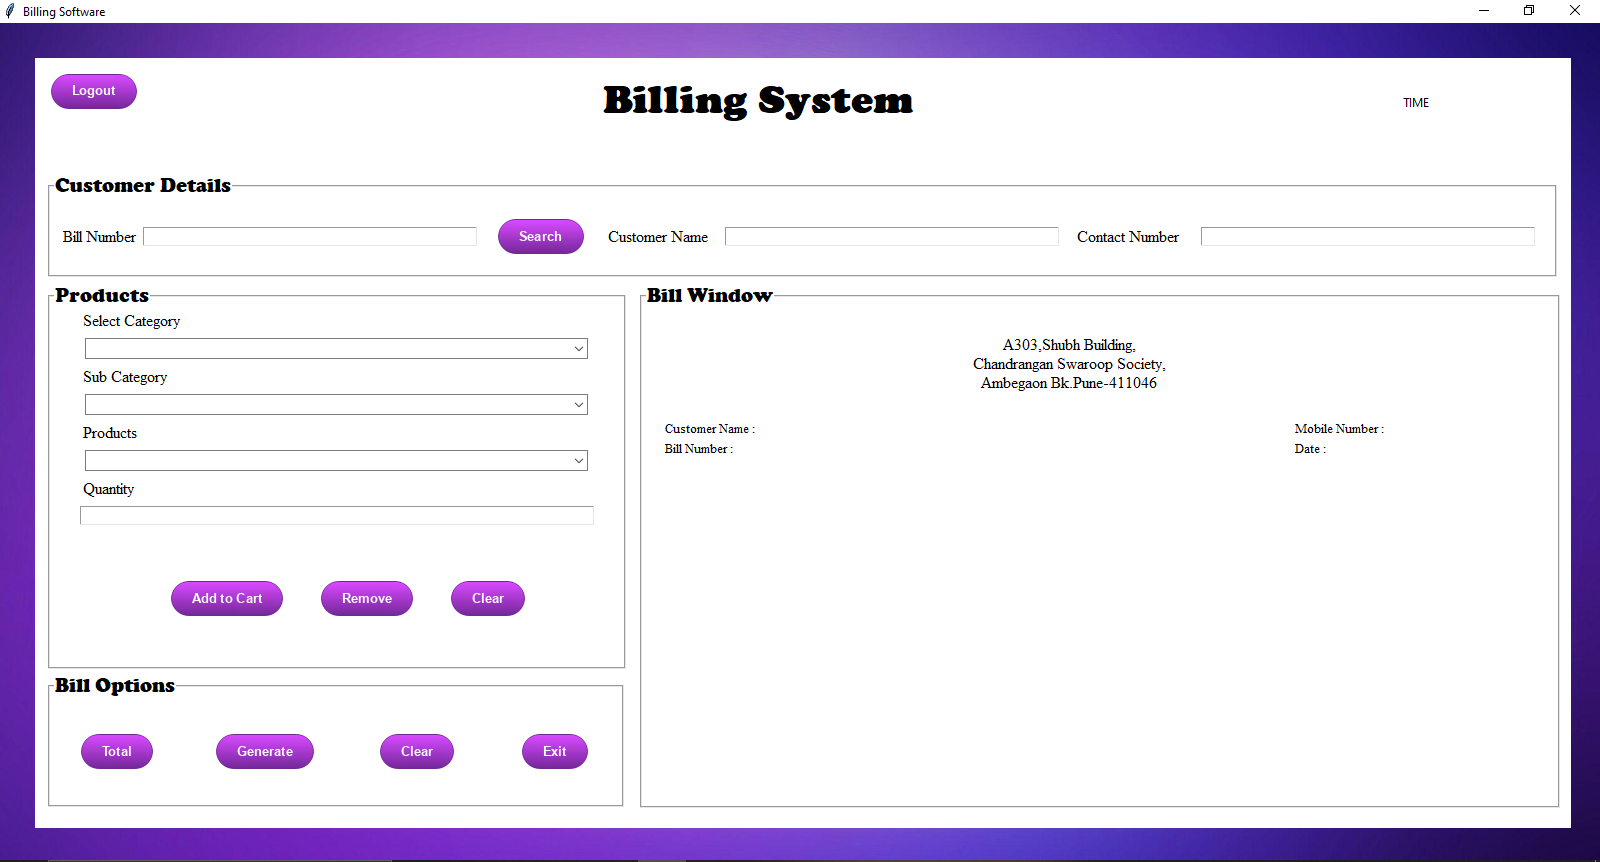 Billing Software
Logout
Billing System
TIME
Customer Details
Bill Number
Search
Customer Name
Contact Number
Products
Select Category
Sub Category
Products
Quantity
Add to Cart
Remove
Clear
Bill Options
Total
Generate
Clear
Exit
Bill Window
A303,Shubh Building,
Chandrangan Swaroop Society,
Ambegaon Bk.Pune-411046
Customer Name :
Mobile Number :
Bill Number :
Date :